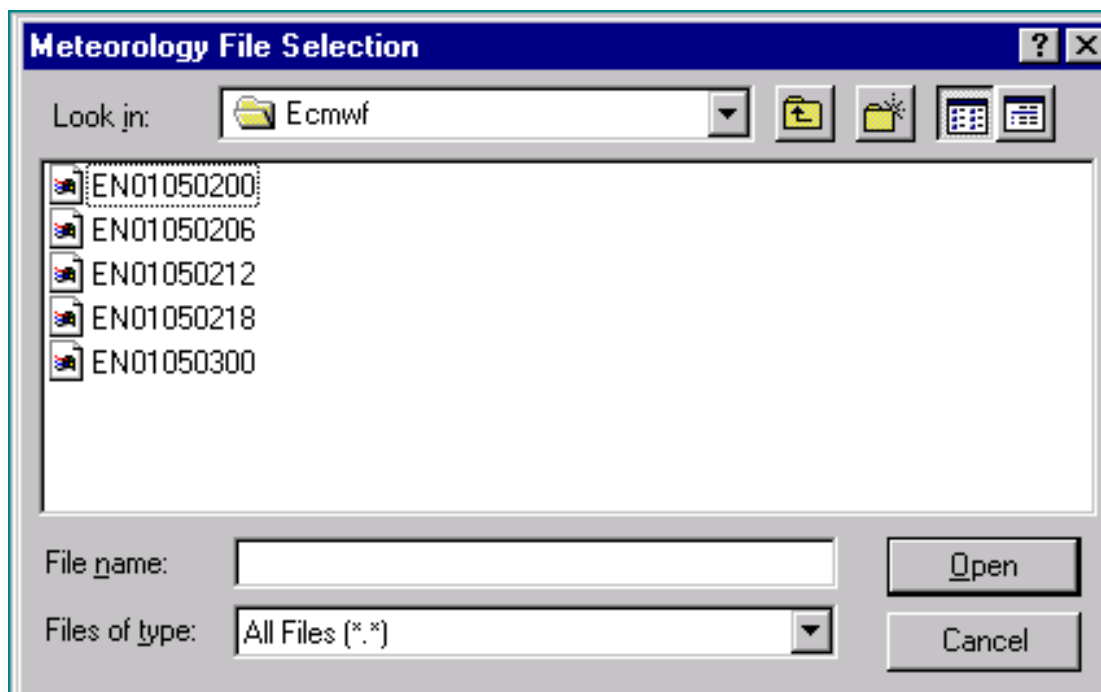 Meteorology File Selection
Look in: Ecmwf
EN01050200
EN01050206
EN01050212
EN01050218
EN01050300
File name: Open
Files of type: All Files (*.*) Cancel